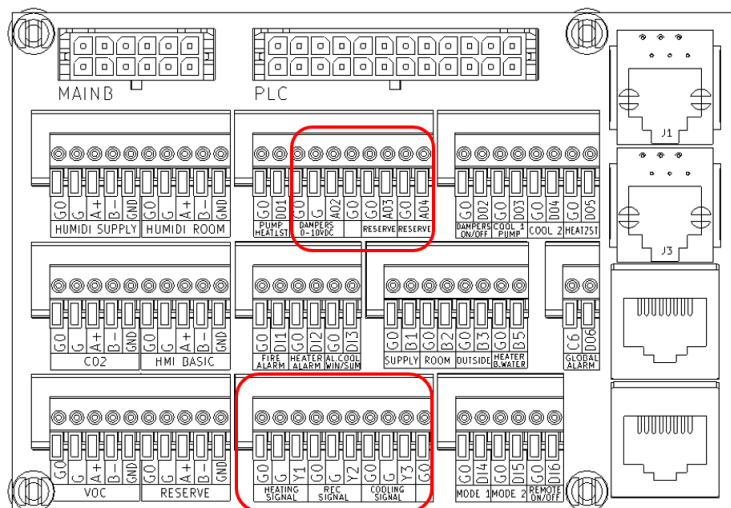 MAINB PLC
J1
G0 G A+ B- GND G0 G A+ B- GND
HUMIDI SUPPLY HUMIDI ROOM
G0 DO1 G0 G AO2 G0 G0 AO3 G0 AO4
PUMP HEAT1ST DAMPERS 0-10VDC RESERVE RESERVE
G0 DO2 G0 DO3 G0 DO4 G0 DO5
DAMPERS ON/OFF COOL 1 PUMP COOL 2 HEAT2ST
J3
G0 G A+ B- GND G0 G A+ B- GND
CO2 HMI BASIC
G0 DI1 G0 DI2 G0 DI3
FIRE ALARM HEATER ALARM AL.COOL WIN/SUM
G0 B1 G0 B2 G0 B3 G0 B5
SUPPLY ROOM OUTSIDE HEATER B.WATER
C6 DO6
GLOBAL ALARM
G0 G A+ B- GND G0 G A+ B- GND
VOC RESERVE
G0 G Y1 G0 G Y2 G0 G Y3 G0
HEATING SIGNAL REC SIGNAL COOLING SIGNAL
G0 DI4 G0 DI5 G0 DI6
MODE 1 MODE 2 REMOTE ON/OFF